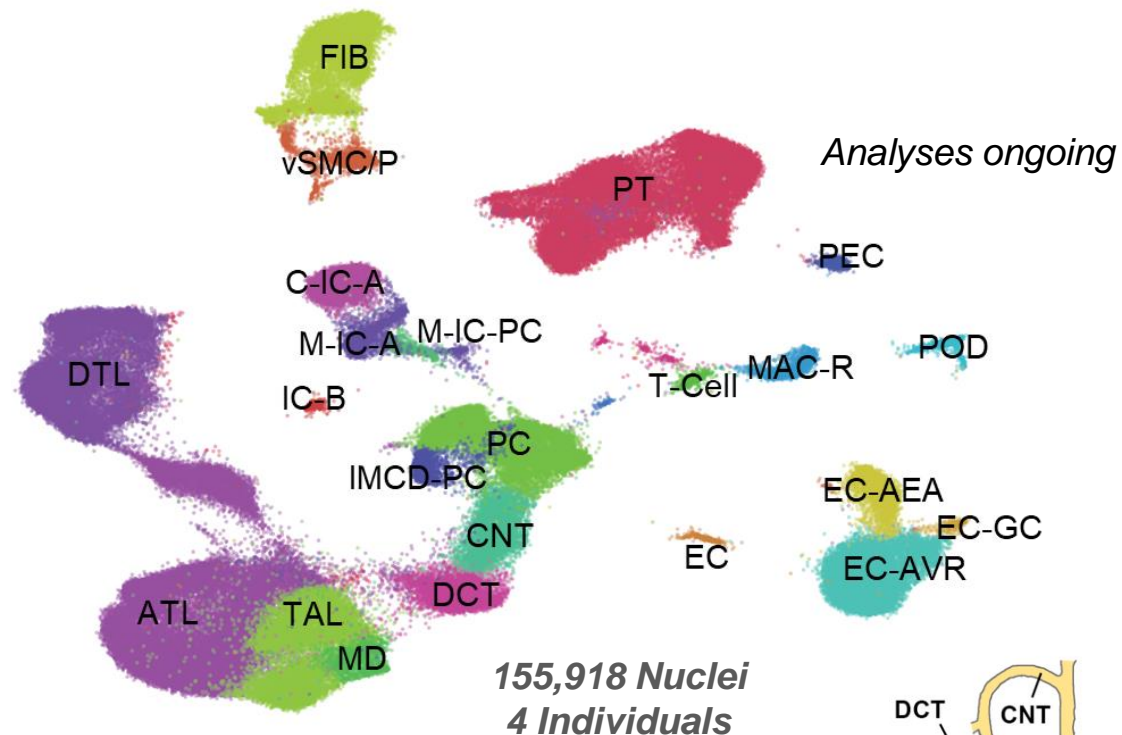 FIB
vSMC/P
PT
Analyses ongoing
PEC
C-IC-A
M-IC-A
M-IC-PC
DTL
IC-B
T-Cell
MAC-R
POD
PC
IMCD-PC
CNT
EC-AEA
EC-GC
EC
EC-AVR
DCT
ATL
TAL
MD
155,918 Nuclei
4 Individuals
DCT
CNT